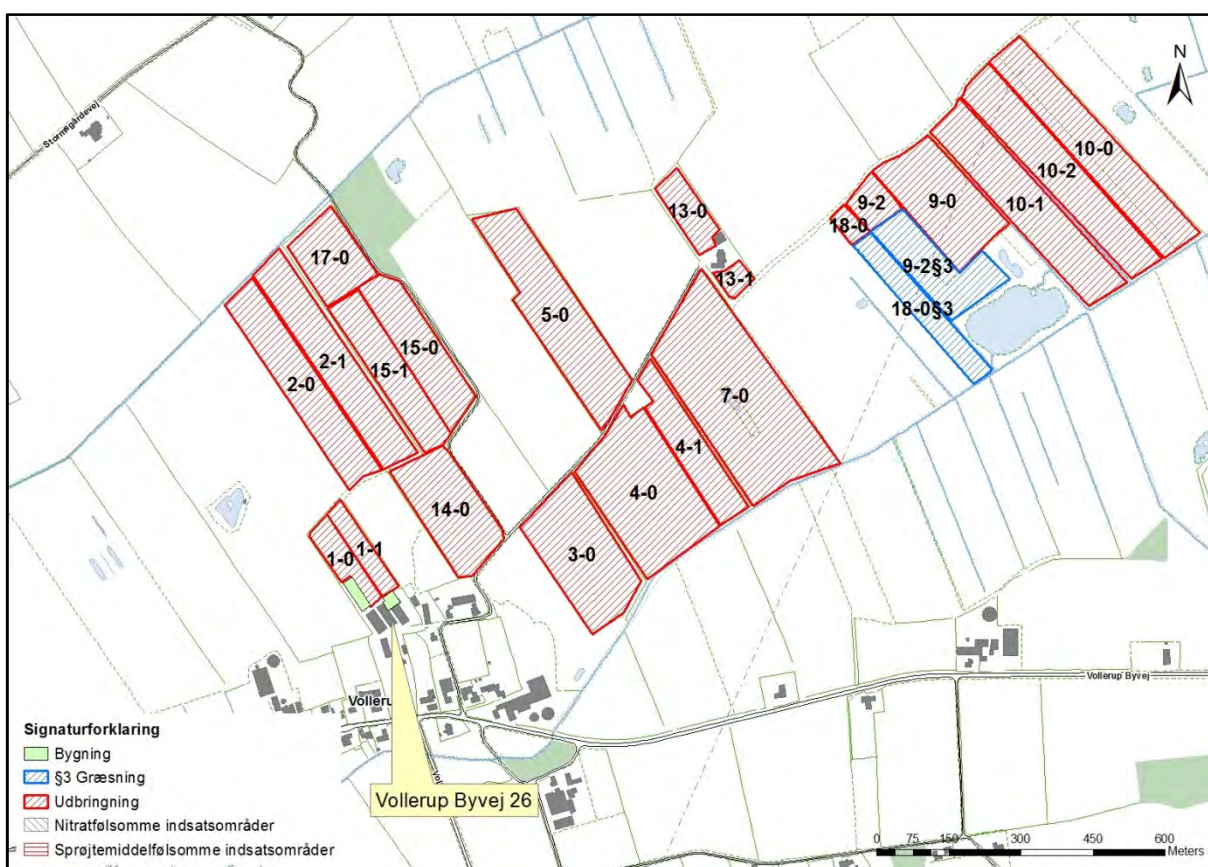 N
Stormsgårdevej
10-0
10-2
10-1
9-0
9-2
18-0
9-2§3
18-0§3
13-0
13-1
17-0
5-0
15-0
15-1
2-1
2-0
7-0
4-1
4-0
14-0
3-0
1-1
1-0
Vollerup Byvej
Signaturforklaring
Bygning
§3 Græsning
Udbringning
Nitratfølsomme indsatsområder
Sprøjtemiddelfølsomme indsatsområder
Vollerup Byvej 26
0 75 150 300 450 600
Meters